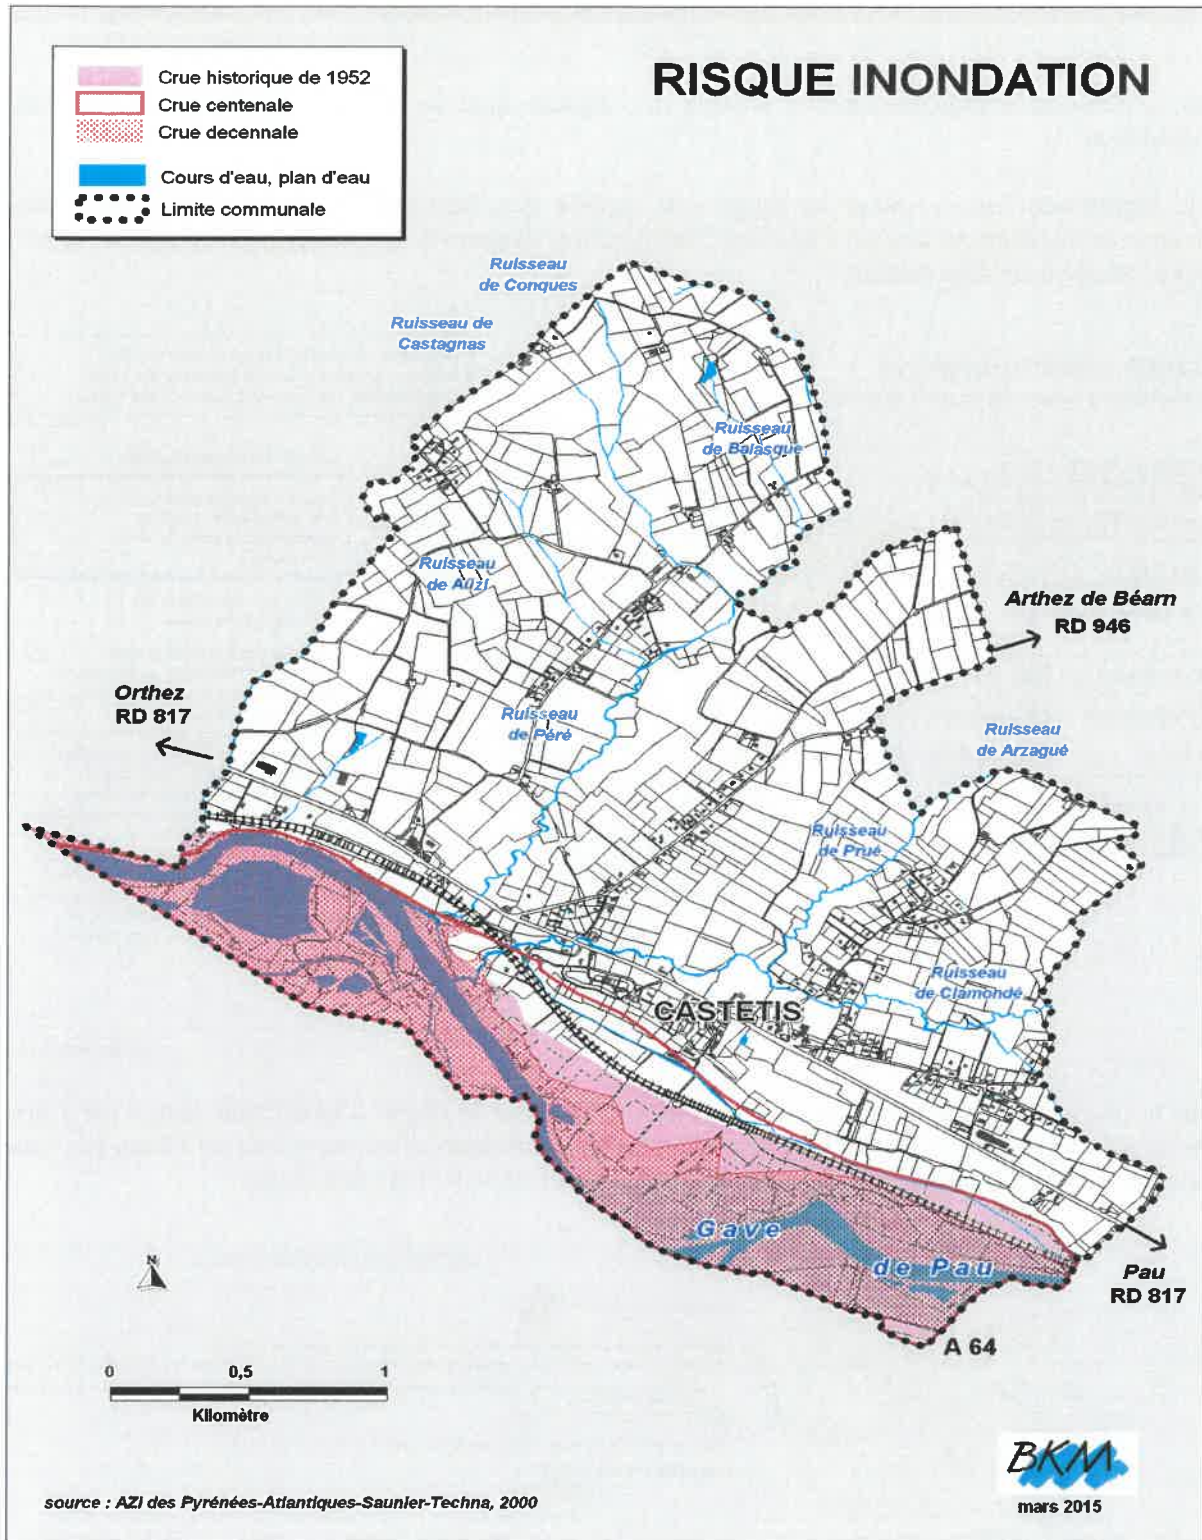 RISQUE INONDATION
Crue historique de 1952
Crue centenale
Crue decennale
Cours d'eau, plan d'eau
Limite communale
Ruisseau
de Conques
Ruisseau de
Castagnas
Ruisseau
de Balasque
Ruisseau
de Aüzi
Arthez de Béarn
RD 946
Orthez
RD 817
Ruisseau
de Péré
Ruisseau
de Arzagué
Ruisseau
de Prué
Ruisseau
de Clamondé
CASTETIS
Gave
de Pau
Pau
RD 817
A 64
N
0 0,5 1
Kilomètre
BKM
mars 2015
source : AZI des Pyrénées-Atlantiques-Saunier-Techna, 2000